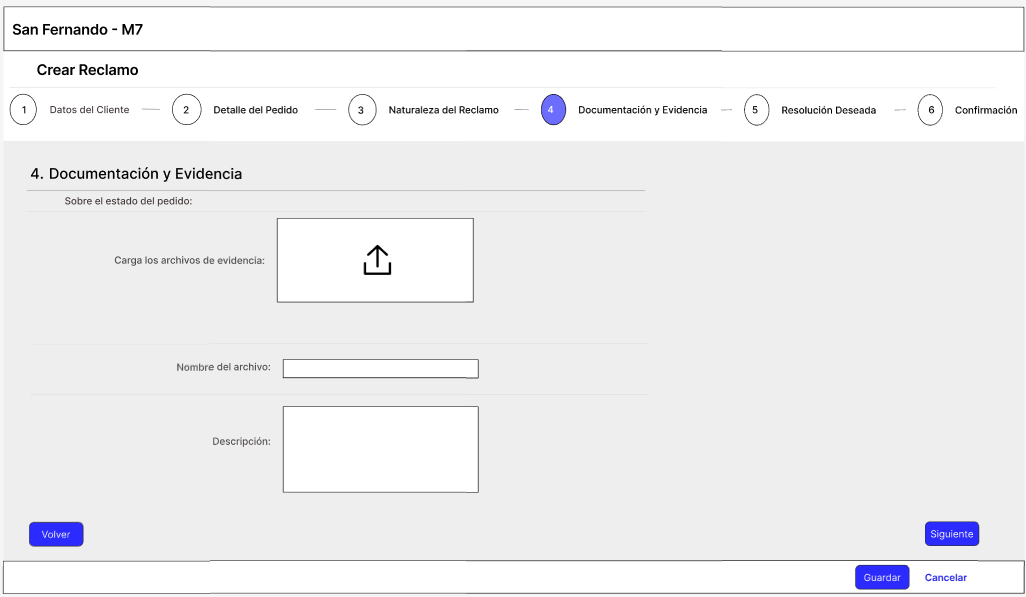 San Fernando - M7
Crear Reclamo
1 Datos del Cliente 2 Detalle del Pedido 3 Naturaleza del Reclamo 4 Documentación y Evidencia 5 Resolución Deseada 6 Confirmación
4. Documentación y Evidencia
Sobre el estado del pedido:
Carga los archivos de evidencia:
Nombre del archivo:
Descripción:
Volver Siguiente
Guardar Cancelar